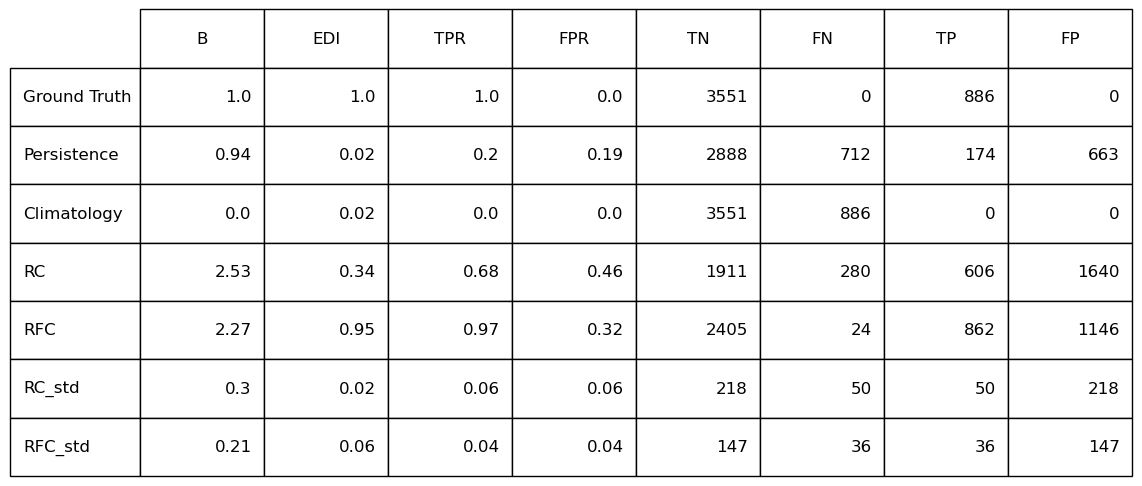 B EDI TPR FPR TN FN TP FP
Ground Truth 1.0 1.0 1.0 0.0 3551 0 886 0
Persistence 0.94 0.02 0.2 0.19 2888 712 174 663
Climatology 0.0 0.02 0.0 0.0 3551 886 0 0
RC 2.53 0.34 0.68 0.46 1911 280 606 1640
RFC 2.27 0.95 0.97 0.32 2405 24 862 1146
RC_std 0.3 0.02 0.06 0.06 218 50 50 218
RFC_std 0.21 0.06 0.04 0.04 147 36 36 147